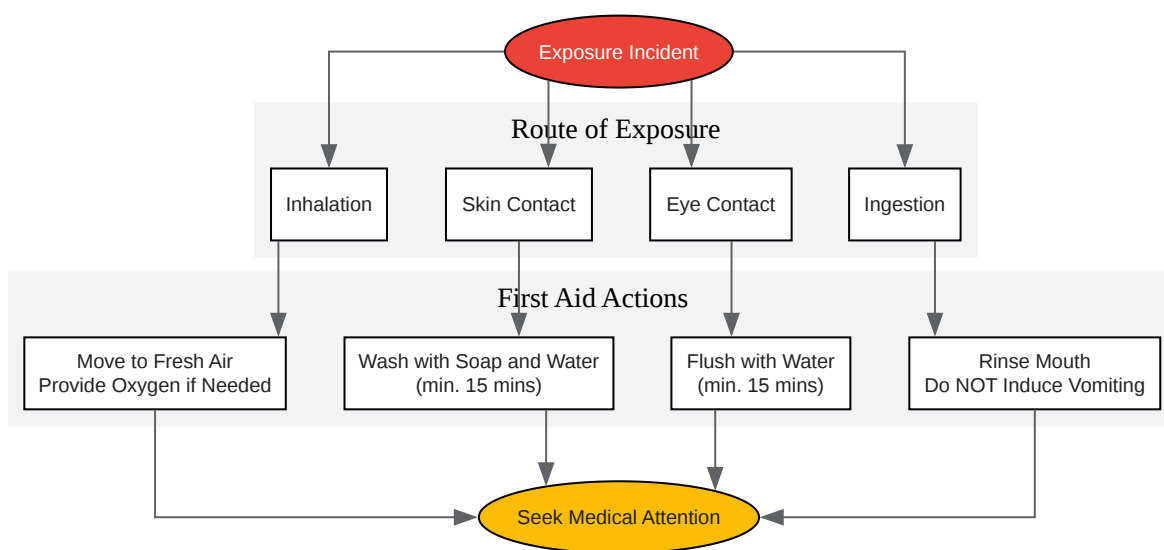 Exposure Incident
Route of Exposure
Inhalation
Skin Contact
Eye Contact
Ingestion
First Aid Actions
Move to Fresh Air
Provide Oxygen if Needed
Wash with Soap and Water
(min. 15 mins)
Flush with Water
(min. 15 mins)
Rinse Mouth
Do NOT Induce Vomiting
Seek Medical Attention